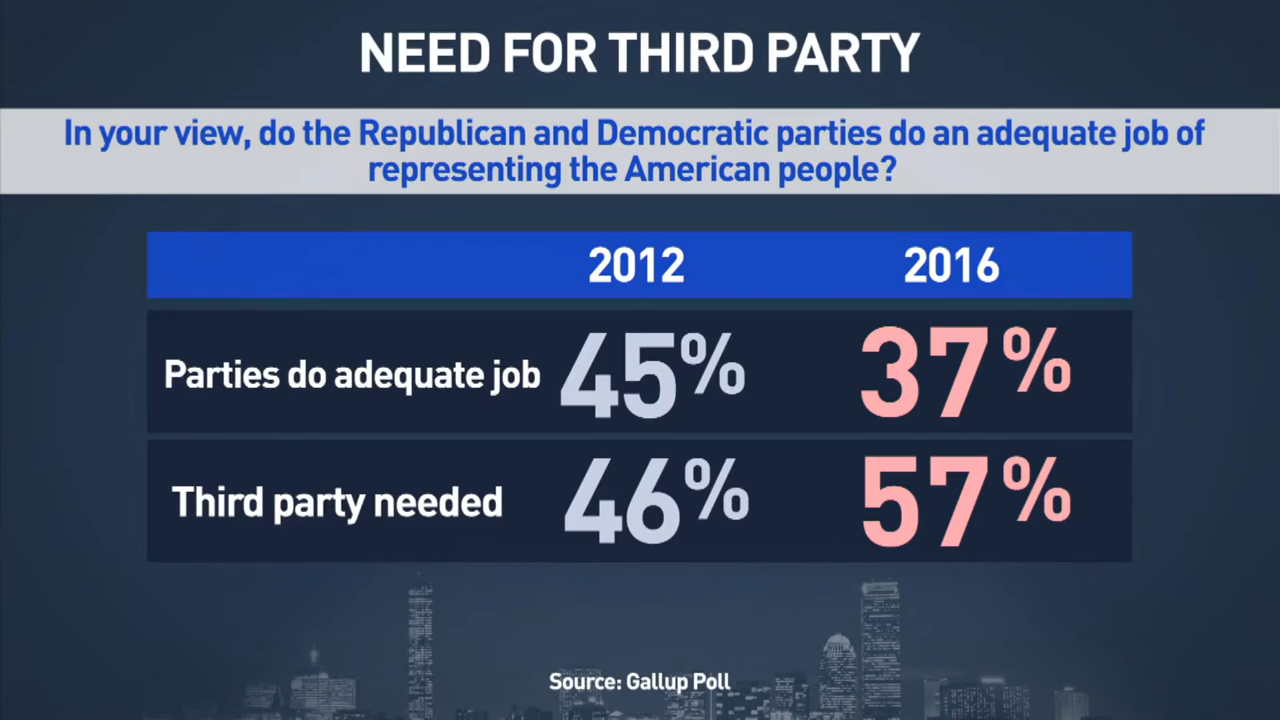 NEED FOR THIRD PARTY
In your view, do the Republican and Democratic parties do an adequate job of
representing the American people?
2012 2016
Parties do adequate job 45% 37%
Third party needed 46% 57%
Source: Gallup Poll